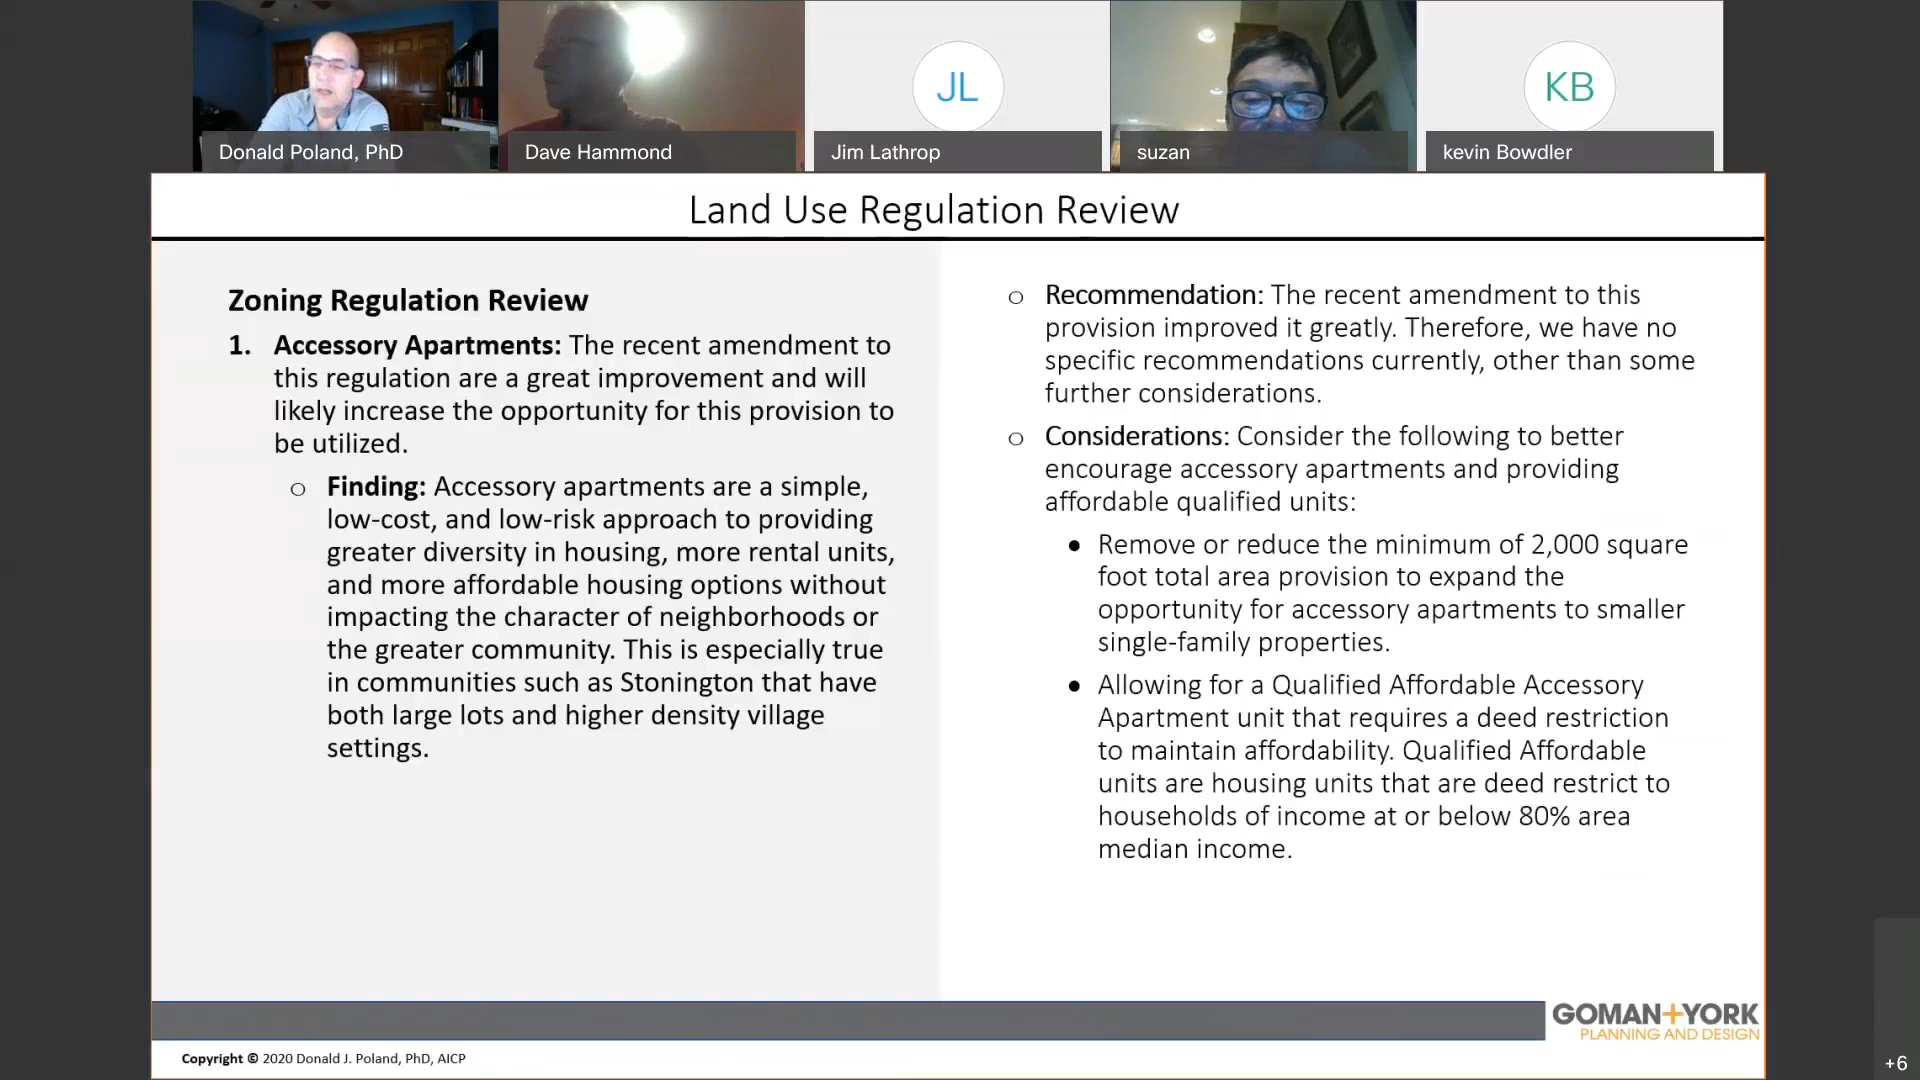 Donald Poland, PhD
Dave Hammond
JL
Jim Lathrop
suzan
KB
kevin Bowdler
Land Use Regulation Review
Zoning Regulation Review
1. Accessory Apartments: The recent amendment to
this regulation are a great improvement and will
likely increase the opportunity for this provision to
be utilized.
o Finding: Accessory apartments are a simple,
low-cost, and low-risk approach to providing
greater diversity in housing, more rental units,
and more affordable housing options without
impacting the character of neighborhoods or
the greater community. This is especially true
in communities such as Stonington that have
both large lots and higher density village
settings.
o Recommendation: The recent amendment to this
provision improved it greatly. Therefore, we have no
specific recommendations currently, other than some
further considerations.
o Considerations: Consider the following to better
encourage accessory apartments and providing
affordable qualified units:
• Remove or reduce the minimum of 2,000 square
foot total area provision to expand the
opportunity for accessory apartments to smaller
single-family properties.
• Allowing for a Qualified Affordable Accessory
Apartment unit that requires a deed restriction
to maintain affordability. Qualified Affordable
units are housing units that are deed restrict to
households of income at or below 80% area
median income.
GOMAN+YORK
PLANNING AND DESIGN
Copyright © 2020 Donald J. Poland, PhD, AICP
+6